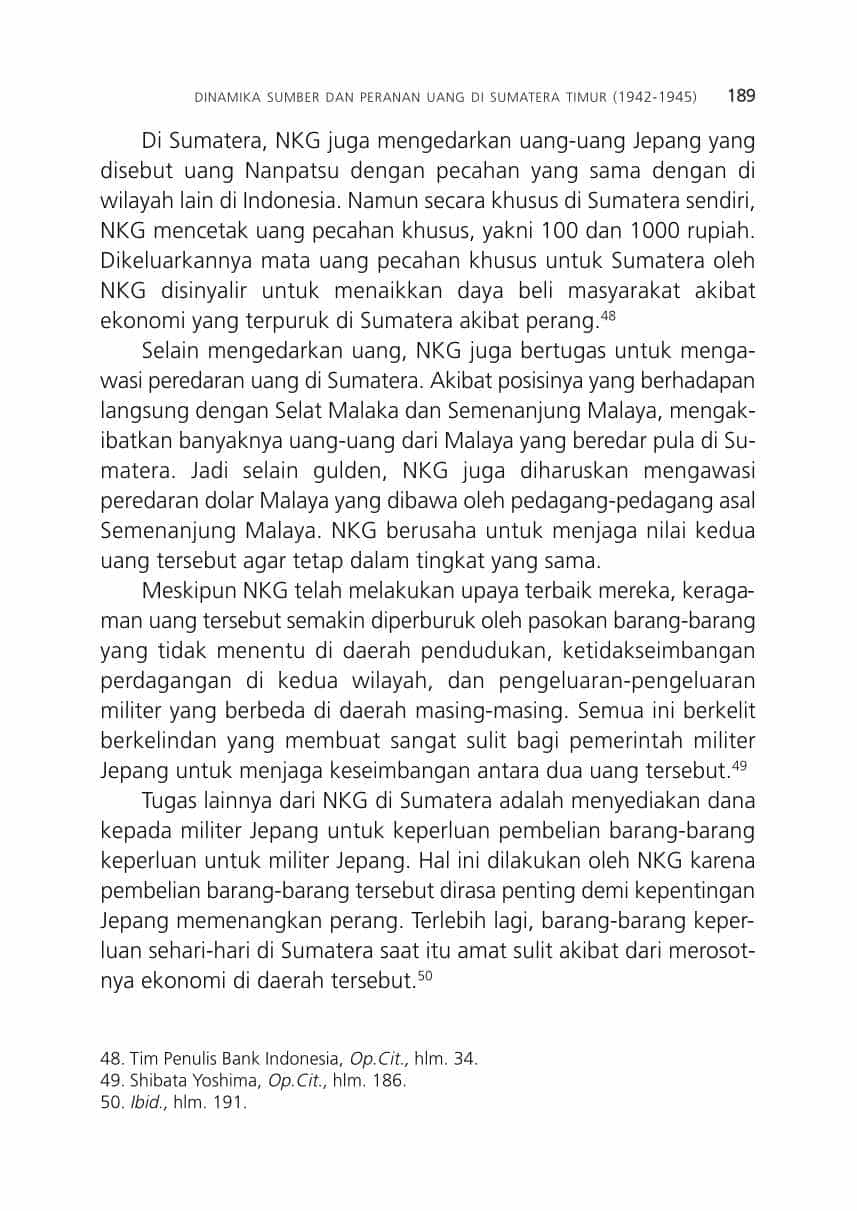 DINAMIKA SUMBER DAN PERANAN UANG DI SUMATERA TIMUR (1942-1945) 189
Di Sumatera, NKG juga mengedarkan uang-uang Jepang yang
disebut uang Nanpatsu dengan pecahan yang sama dengan di
wilayah lain di Indonesia. Namun secara khusus di Sumatera sendiri,
NKG mencetak uang pecahan khusus, yakni 100 dan 1000 rupiah.
Dikeluarkannya mata uang pecahan khusus untuk Sumatera oleh
NKG disinyalir untuk menaikkan daya beli masyarakat akibat
ekonomi yang terpuruk di Sumatera akibat perang.48
Selain mengedarkan uang, NKG juga bertugas untuk menga-
wasi peredaran uang di Sumatera. Akibat posisinya yang berhadapan
langsung dengan Selat Malaka dan Semenanjung Malaya, mengak-
ibatkan banyaknya uang-uang dari Malaya yang beredar pula di Su-
matera. Jadi selain gulden, NKG juga diharuskan mengawasi
peredaran dolar Malaya yang dibawa oleh pedagang-pedagang asal
Semenanjung Malaya. NKG berusaha untuk menjaga nilai kedua
uang tersebut agar tetap dalam tingkat yang sama.
Meskipun NKG telah melakukan upaya terbaik mereka, keraga-
man uang tersebut semakin diperburuk oleh pasokan barang-barang
yang tidak menentu di daerah pendudukan, ketidakseimbangan
perdagangan di kedua wilayah, dan pengeluaran-pengeluaran
militer yang berbeda di daerah masing-masing. Semua ini berkelit
berkelindan yang membuat sangat sulit bagi pemerintah militer
Jepang untuk menjaga keseimbangan antara dua uang tersebut.49
Tugas lainnya dari NKG di Sumatera adalah menyediakan dana
kepada militer Jepang untuk keperluan pembelian barang-barang
keperluan untuk militer Jepang. Hal ini dilakukan oleh NKG karena
pembelian barang-barang tersebut dirasa penting demi kepentingan
Jepang memenangkan perang. Terlebih lagi, barang-barang keper-
luan sehari-hari di Sumatera saat itu amat sulit akibat dari merosot-
nya ekonomi di daerah tersebut.50
48. Tim Penulis Bank Indonesia, Op.Cit., hlm. 34.
49. Shibata Yoshima, Op.Cit., hlm. 186.
50. Ibid., hlm. 191.